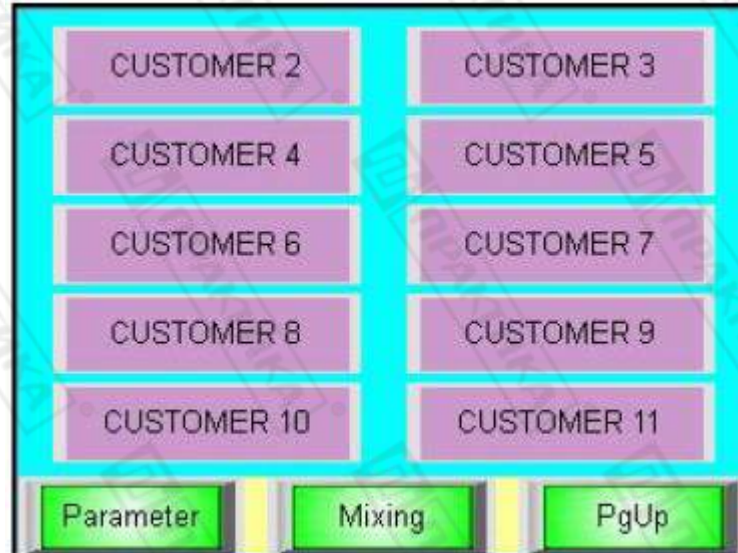 CUSTOMER 2 CUSTOMER 3
CUSTOMER 4 CUSTOMER 5
CUSTOMER 6 CUSTOMER 7
CUSTOMER 8 CUSTOMER 9
CUSTOMER 10 CUSTOMER 11
Parameter Mixing PgUp
ПРАКТИКА